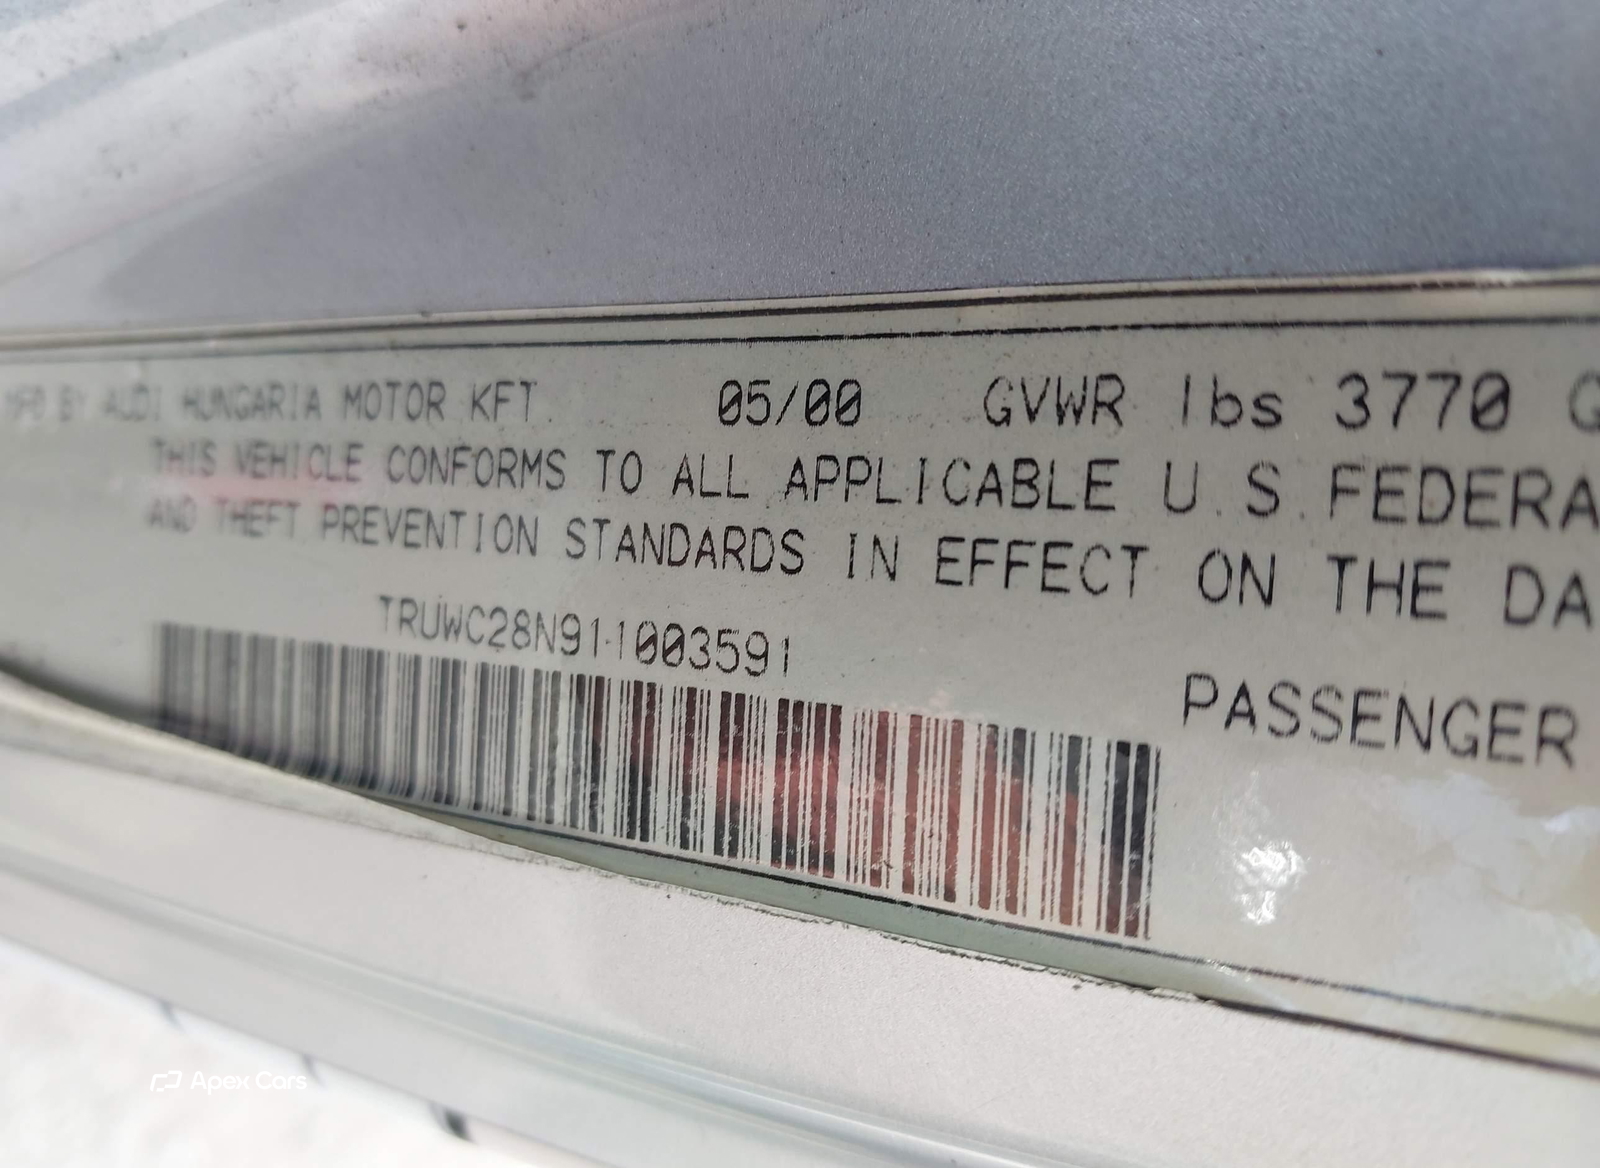 MFD BY AUDI HUNGARIA MOTOR KFT. 05/00 GVWR lbs 3770 G
THIS VEHICLE CONFORMS TO ALL APPLICABLE U.S. FEDERA
AND THEFT PREVENTION STANDARDS IN EFFECT ON THE DA
TRUWC28N911003591
PASSENGER
Apex Cars